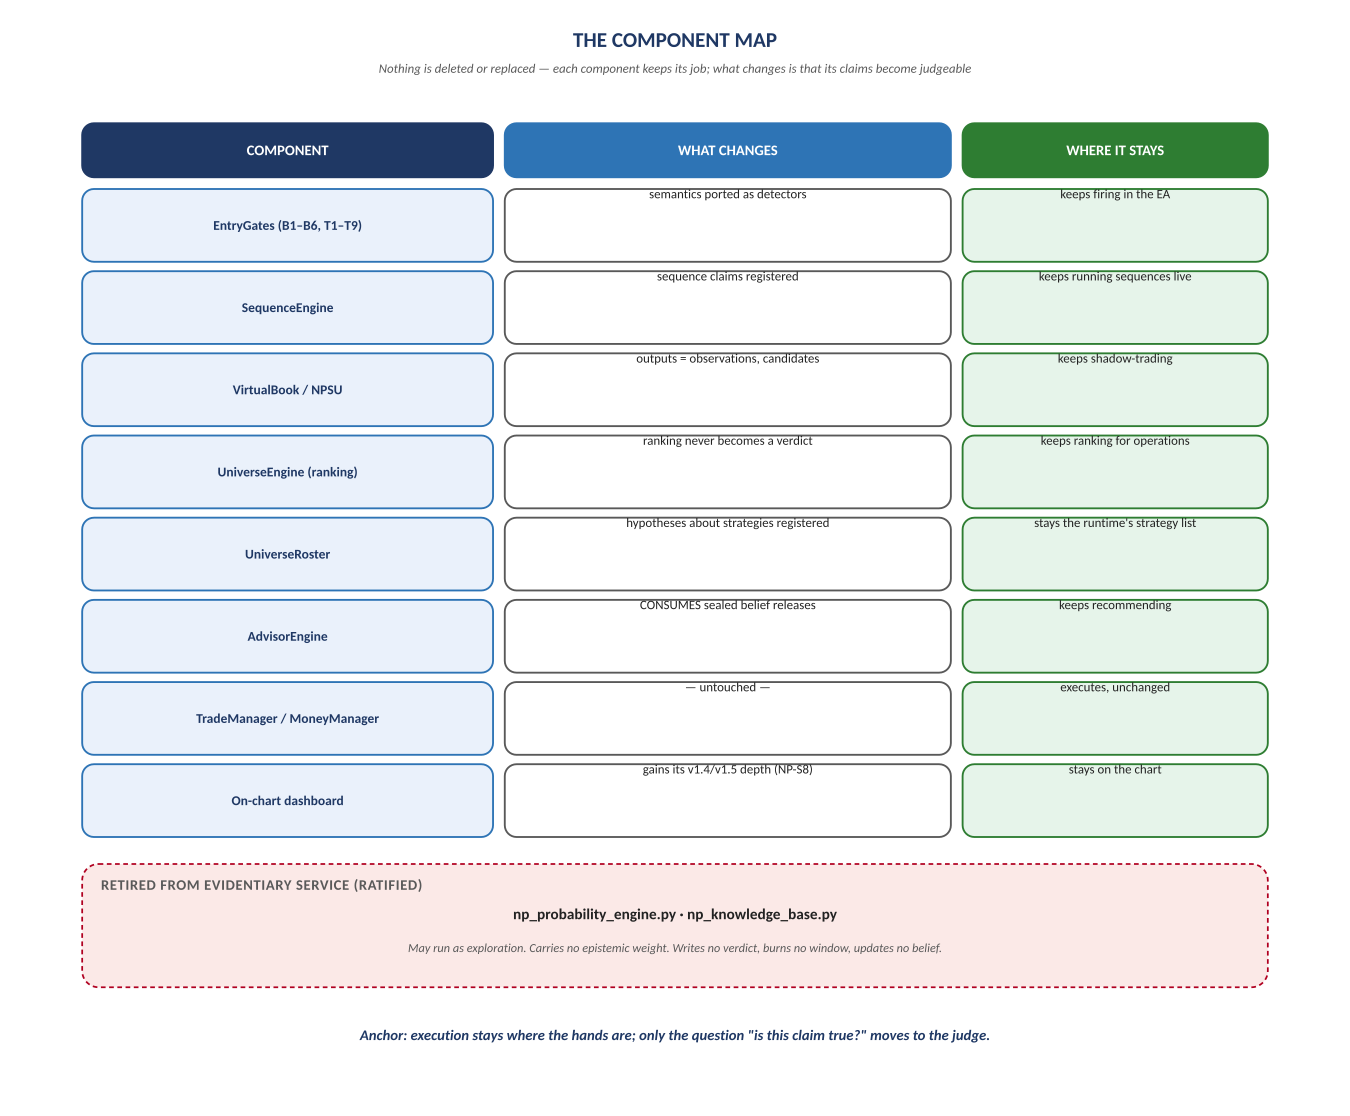 THE COMPONENT MAP
Nothing is deleted or replaced — each component keeps its job; what changes is that its claims become judgeable
COMPONENT
WHAT CHANGES
WHERE IT STAYS
EntryGates (B1–B6, T1–T9)
semantics ported as detectors
keeps firing in the EA
SequenceEngine
sequence claims registered
keeps running sequences live
VirtualBook / NPSU
outputs = observations, candidates
keeps shadow-trading
UniverseEngine (ranking)
ranking never becomes a verdict
keeps ranking for operations
UniverseRoster
hypotheses about strategies registered
stays the runtime's strategy list
AdvisorEngine
CONSUMES sealed belief releases
keeps recommending
TradeManager / MoneyManager
— untouched —
executes, unchanged
On-chart dashboard
gains its v1.4/v1.5 depth (NP-S8)
stays on the chart
RETIRED FROM EVIDENTIARY SERVICE (RATIFIED)
np_probability_engine.py · np_knowledge_base.py
May run as exploration. Carries no epistemic weight. Writes no verdict, burns no window, updates no belief.
Anchor: execution stays where the hands are; only the question "is this claim true?" moves to the judge.